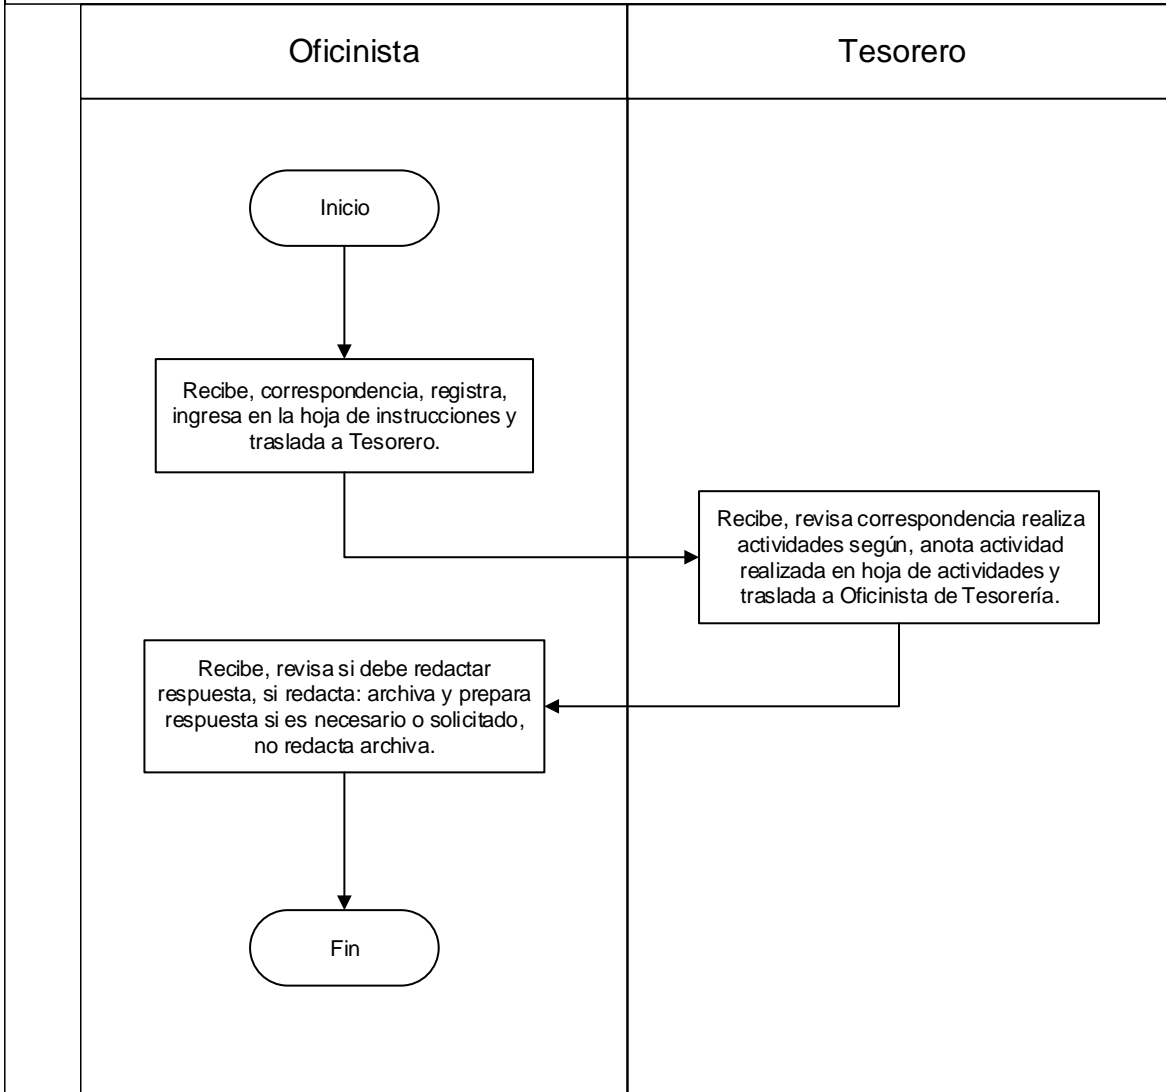 Oficinista
Tesorero
Inicio
Recibe, correspondencia, registra,
ingresa en la hoja de instrucciones y
traslada a Tesorero.
Recibe, revisa correspondencia realiza
actividades según, anota actividad
realizada en hoja de actividades y
traslada a Oficinista de Tesorería.
Recibe, revisa si debe redactar
respuesta, si redacta: archiva y prepara
respuesta si es necesario o solicitado,
no redacta archiva.
Fin